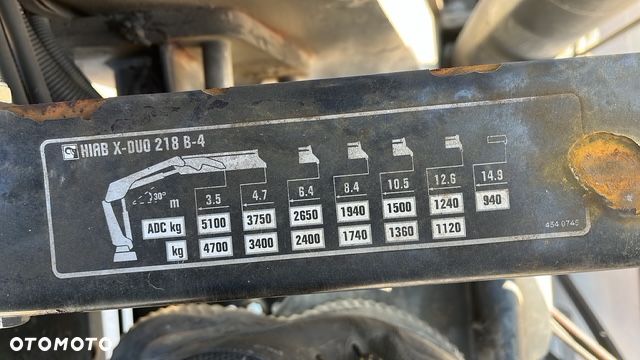 HIAB X-DUO 218 B-4
30°
m 3.5 4.7 6.4 8.4 10.5 12.6 14.9
ADC kg 5100 3750 2650 1940 1500 1240 940
kg 4700 3400 2400 1740 1360 1120
454 0745
OTOMOTO